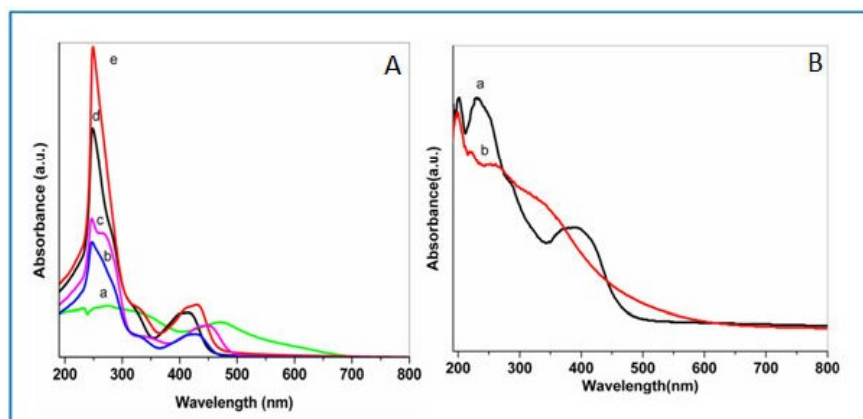 A
e
d
c
b
a
Absorbance (a.u.)
200 300 400 500 600 700 800
Wavelength (nm)
B
a
b
Absorbance(a.u.)
200 300 400 500 600 700 800
Wavelength(nm)